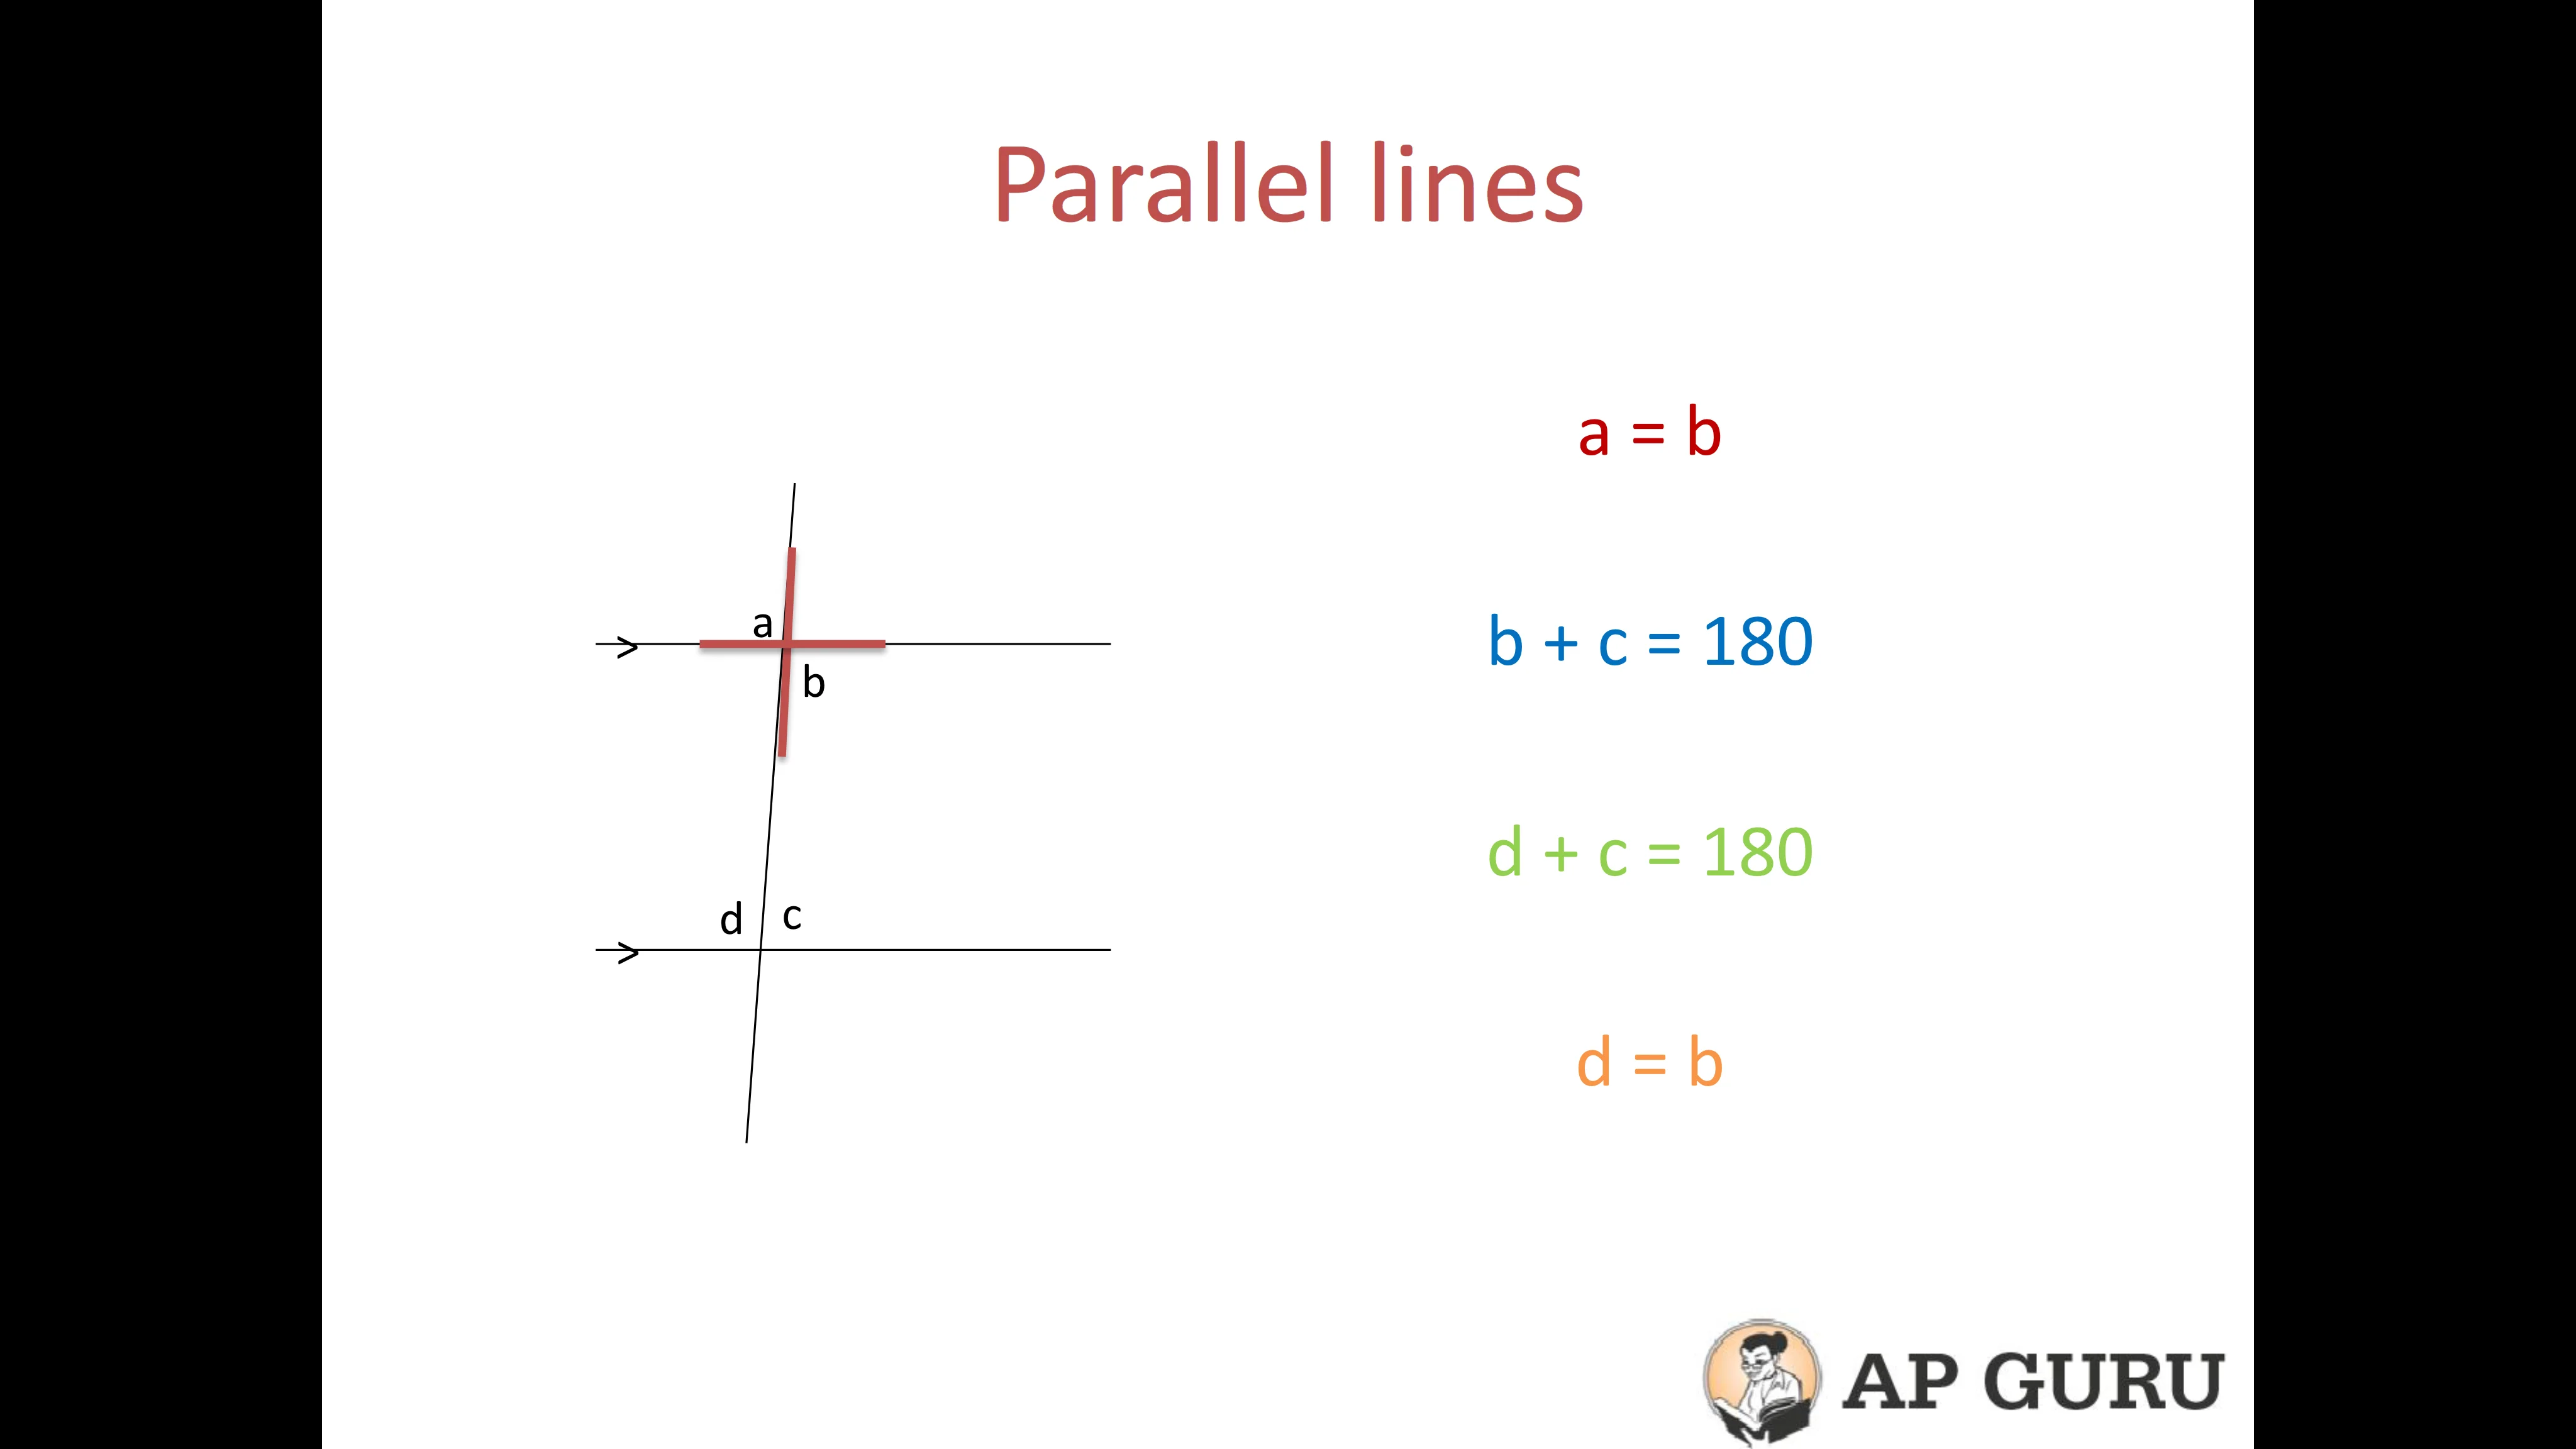 Parallel lines
a = b
a
>
b
b + c = 180
d + c = 180
d c
>
d = b
AP GURU